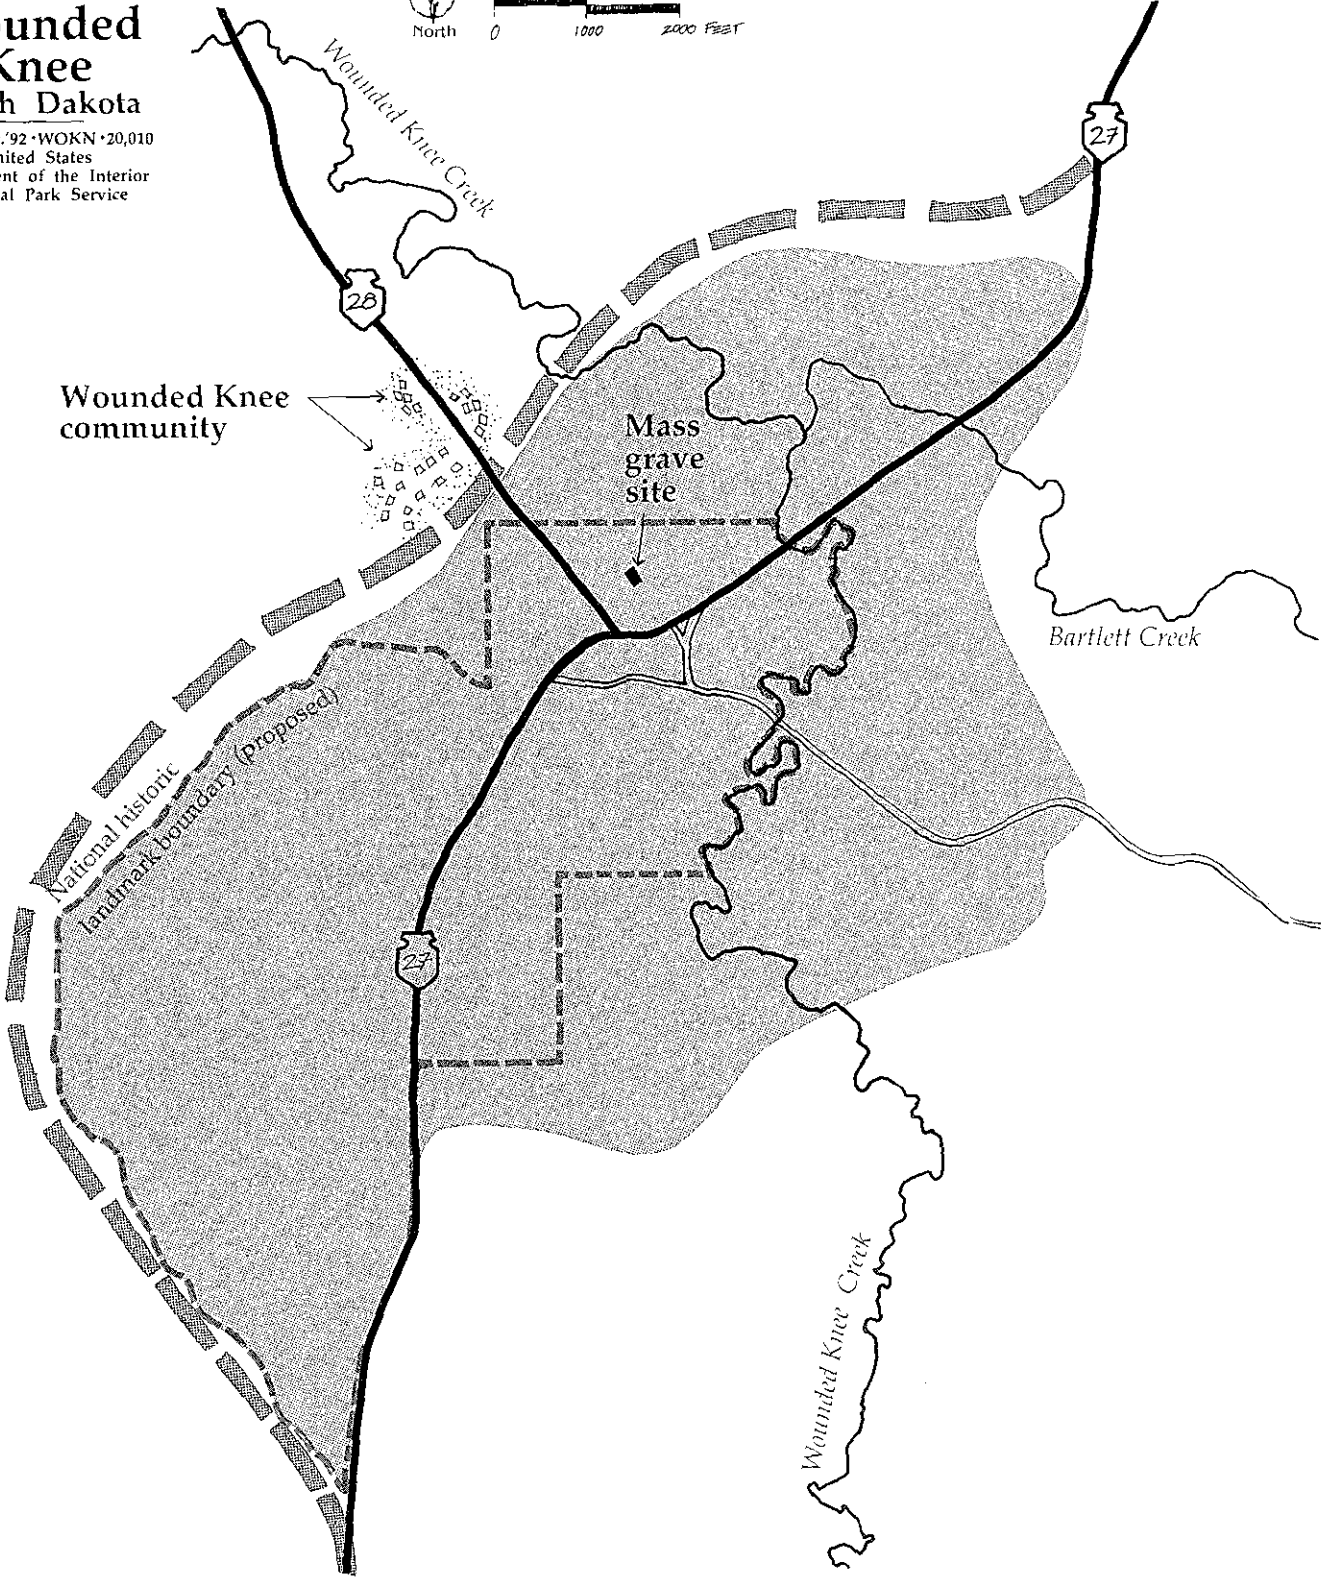 ounded
Knee
h Dakota
.'92 • WOKN • 20,010
nited States
ent of the Interior
al Park Service
North
0 1000 2000 FEET
Wounded Knee Creek
27
28
Wounded Knee
community
Mass
grave
site
Bartlett Creek
National historic
landmark boundary (proposed)
27
Wounded Knee Creek